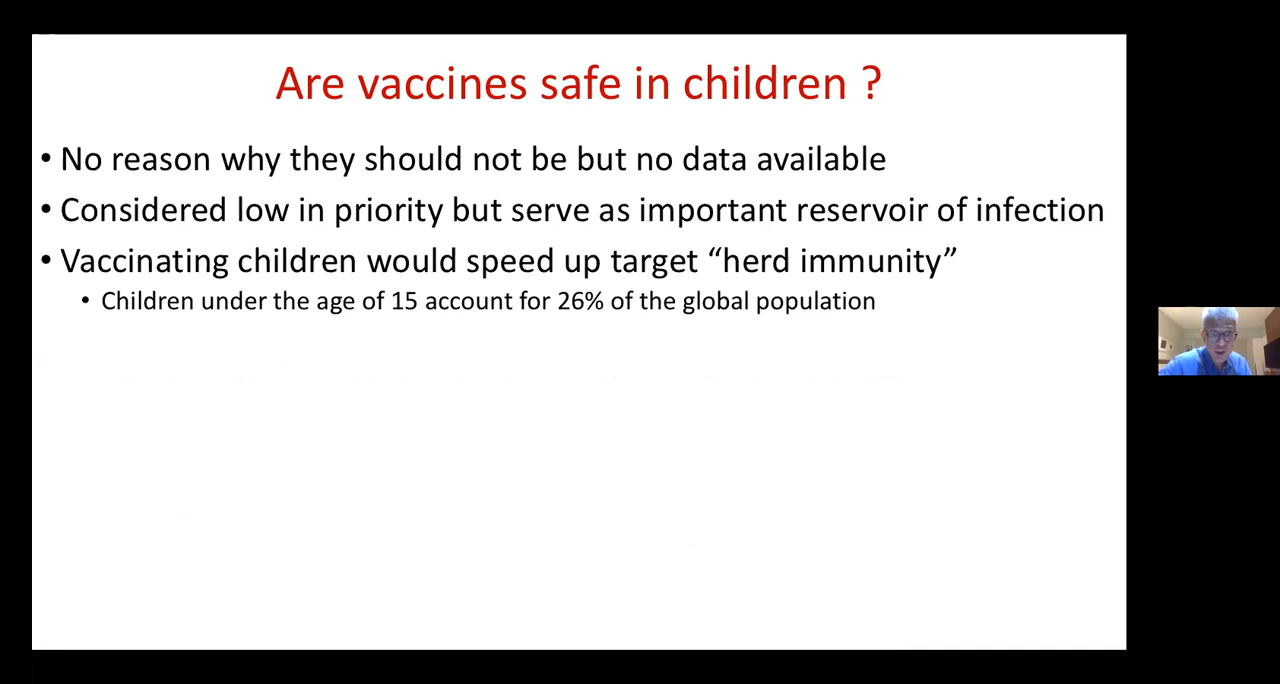 Are vaccines safe in children ?
• No reason why they should not be but no data available
• Considered low in priority but serve as important reservoir of infection
• Vaccinating children would speed up target “herd immunity”
• Children under the age of 15 account for 26% of the global population